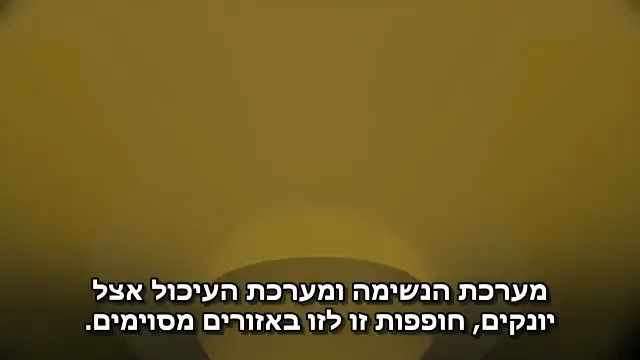 מערכת הנשימה ומערכת העיכול אצל
יונקים, חופפות זו לזו באזורים מסוימים.